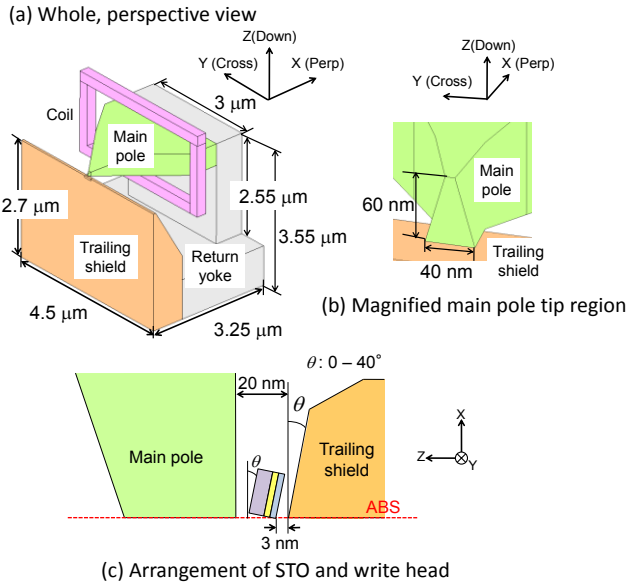 (a) Whole, perspective view
Z(Down)
Y (Cross)
X (Perp)
3 μm
Coil
Main
pole
2.7 μm
2.55 μm
3.55 μm
Trailing
shield
Return
yoke
4.5 μm
3.25 μm
Z(Down)
Y (Cross)
X (Perp)
Main
pole
60 nm
40 nm
Trailing
shield
(b) Magnified main pole tip region
θ: 0 – 40°
20 nm
θ
Main pole
θ
Trailing
shield
X
Z
Y
ABS
3 nm
(c) Arrangement of STO and write head